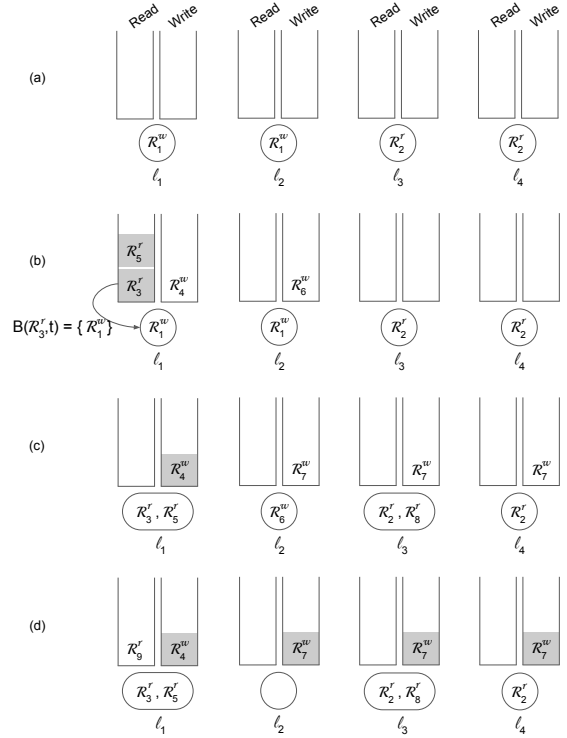 Read Write Read Write Read Write Read Write
(a)
ℛ₁ʷ ℛ₁ʷ ℛ₂ʳ ℛ₂ʳ
ℓ₁ ℓ₂ ℓ₃ ℓ₄
(b)
ℛ₅ʳ
ℛ₃ʳ ℛ₄ʷ ℛ₆ʷ
B(ℛ₃ʳ,t) = { ℛ₁ʷ } ℛ₁ʷ ℛ₁ʷ ℛ₂ʳ ℛ₂ʳ
ℓ₁ ℓ₂ ℓ₃ ℓ₄
(c)
ℛ₄ʷ ℛ₇ʷ ℛ₇ʷ ℛ₇ʷ
ℛ₃ʳ , ℛ₅ʳ ℛ₆ʷ ℛ₂ʳ , ℛ₈ʳ ℛ₂ʳ
ℓ₁ ℓ₂ ℓ₃ ℓ₄
(d)
ℛ₉ʳ ℛ₄ʷ ℛ₇ʷ ℛ₇ʷ ℛ₇ʷ
ℛ₃ʳ , ℛ₅ʳ ℛ₂ʳ , ℛ₈ʳ ℛ₂ʳ
ℓ₁ ℓ₂ ℓ₃ ℓ₄